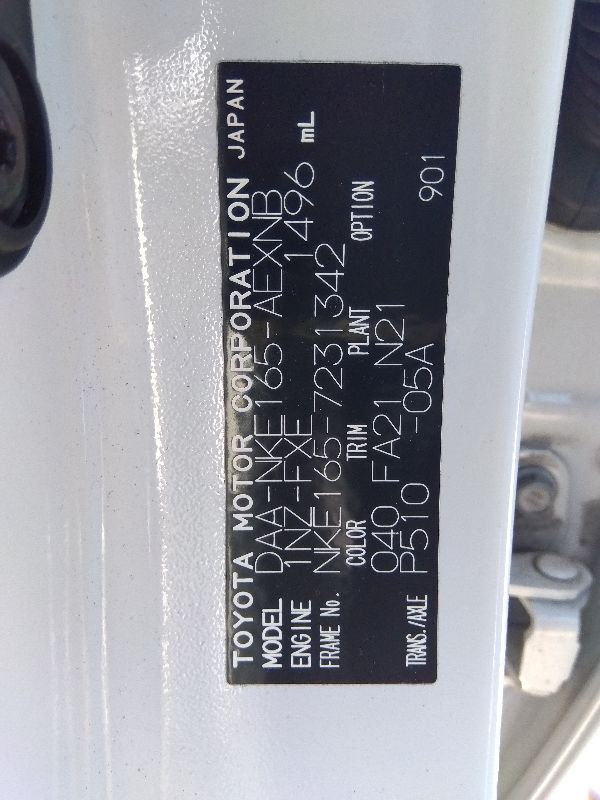 TOYOTA MOTOR CORPORATION JAPAN
MODEL DAA-NKE165-AEXNB
ENGINE 1NZ-FXE 1496 mL
FRAME No. NKE165-7231342
COLOR TRIM PLANT OPTION
040 FA21 N21
TRANS./AXLE P510 -05A 901